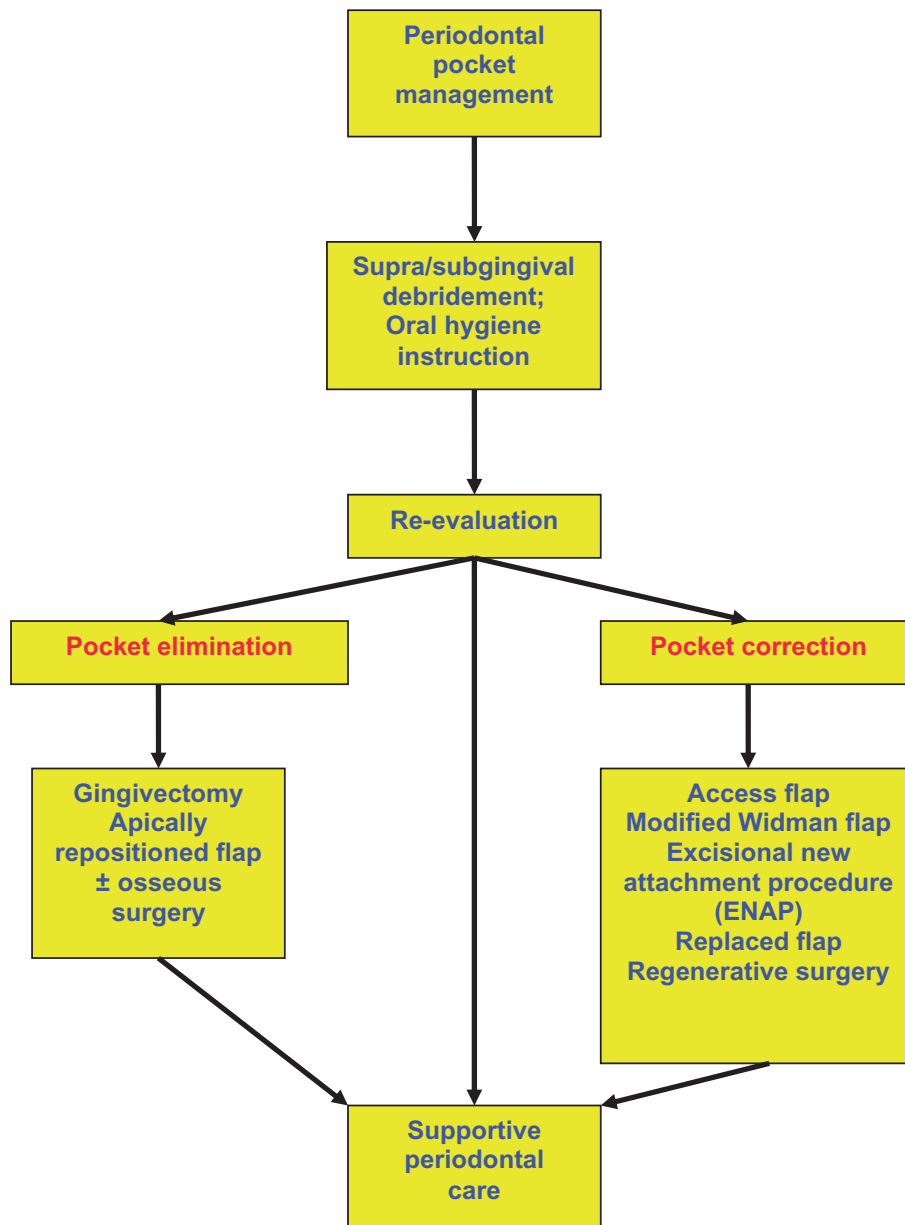 Periodontal
pocket
management
Supra/subgingival
debridement;
Oral hygiene
instruction
Re-evaluation
Pocket elimination
Pocket correction
Gingivectomy
Apically
repositioned flap
± osseous
surgery
Access flap
Modified Widman flap
Excisional new
attachment procedure
(ENAP)
Replaced flap
Regenerative surgery
Supportive
periodontal
care